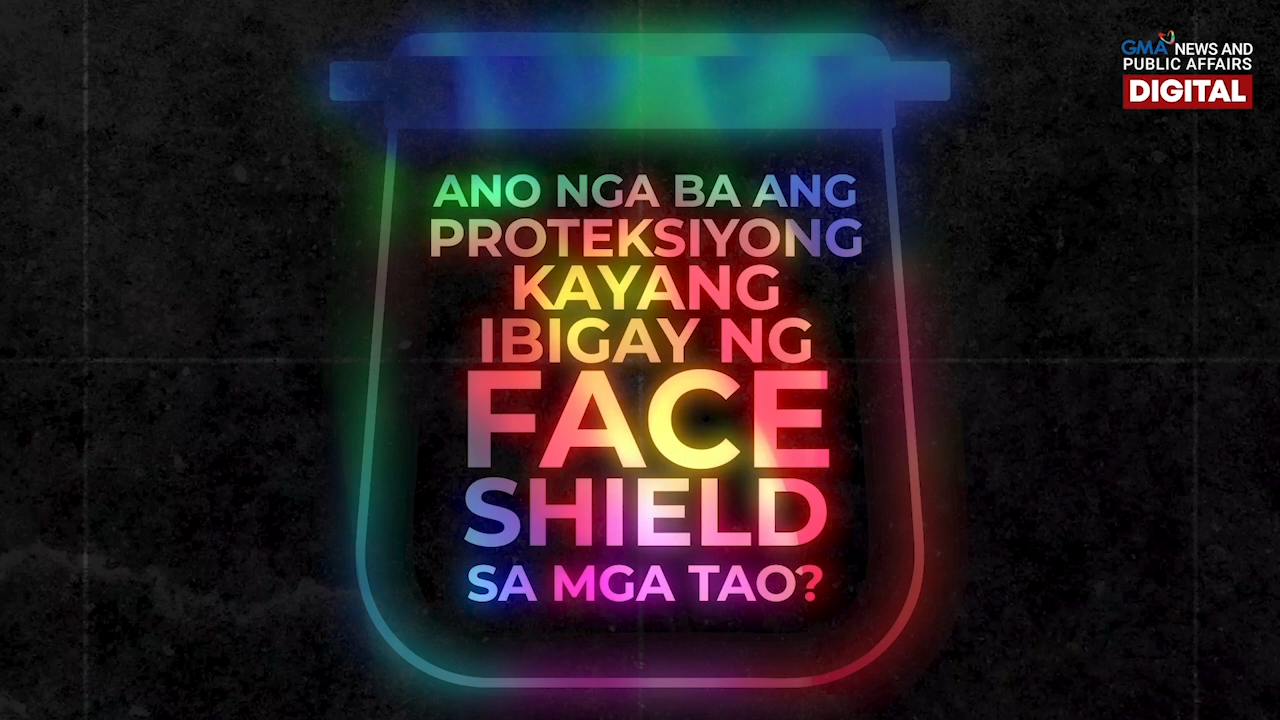 GMA NEWS AND
PUBLIC AFFAIRS
DIGITAL
ANO NGA BA ANG
PROTEKSIYONG
KAYANG
IBIGAY NG
FACE
SHIELD
SA MGA TAO?